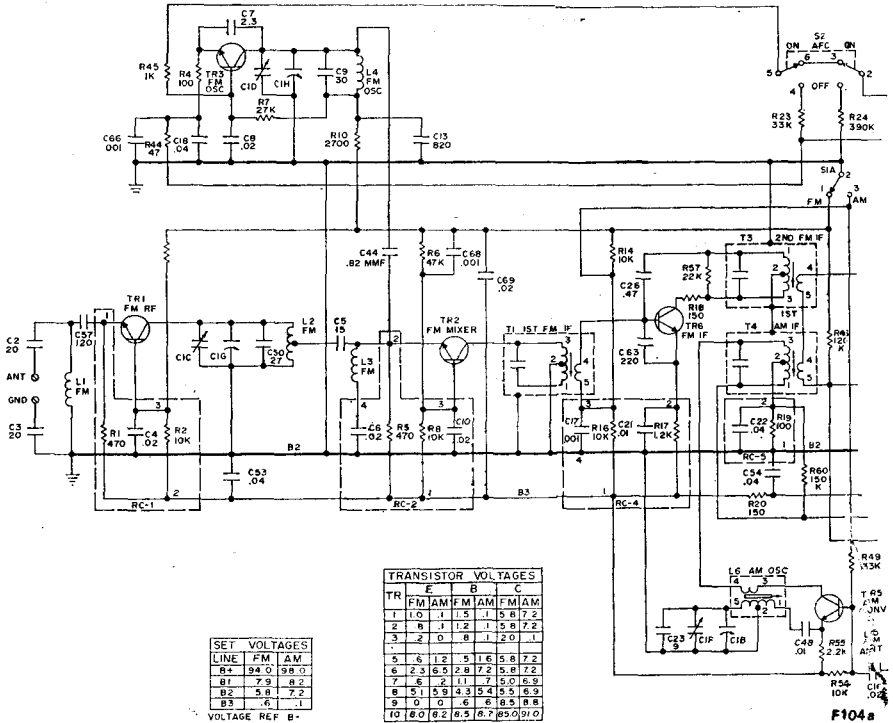 C7
2.3
R45
1K
R4
100
TR3
FM
OSC
C1D
C1H
C9
30
L4
FM
OSC
S2
AFC
ON
ON
5
6
3
2
4
OFF
R7
27K
C66
001
R44
47
C18
.04
C8
.02
R10
2700
C13
820
R23
33K
R24
390K
S1A
2
1
3
FM
AM
C44
.82 MMF
R6
47K
C68
.001
C69
.02
R14
10K
C26
.47
R57
22K
T3
2ND FM IF
R18
150
TR6
FM IF
1ST
AM IF
T4
C63
220
TR1
FM RF
C2
20
C57
120
ANT
GND
L1
FM
C3
20
C1C
C1G
C50
27
L2
FM
C5
15
L3
FM
TR2
FM MIXER
T1 1ST FM IF
R1
470
C4
.02
R2
10K
B2
C53
.04
RC-1
C6
.02
R5
470
R8
10K
C10
.02
RC-2
B3
C17
.001
R16
10K
C21
.01
R17
1.2K
RC-4
C22
.04
R19
100
RC-5
B2
C54
.04
R60
150
K
R20
150
R49
33K
L6 AM OSC
C23
9
C1F
C1B
C48
.01
R55
2.2K
R54
10K
TRANSISTOR VOLTAGES
TR E B C
FM AM FM AM FM AM
1 1.0 .1 1.5 .1 5.8 7.2
2 .8 .1 1.2 .1 5.8 7.2
3 .2 0 .8 .1 2.0 .1
5 .6 1.2 .5 1.6 5.8 7.2
6 2.3 6.5 2.8 7.2 5.8 7.2
7 .6 .2 1.1 .7 5.0 6.9
8 5.1 5.9 4.3 5.4 5.5 6.9
9 0 0 .6 .6 8.5 8.8
10 8.0 8.2 8.5 8.7 85.0 91.0
SET VOLTAGES
LINE FM AM
B+ 94.0 98.0
B1 7.9 8.2
B2 5.8 7.2
B3 .6 .1
VOLTAGE REF B-
F104a